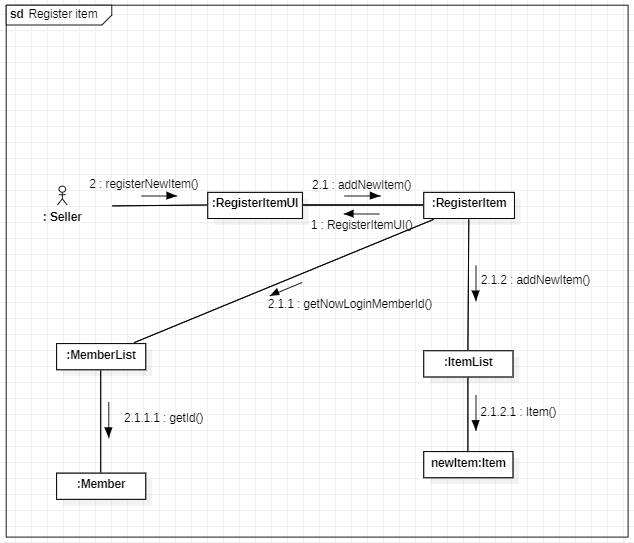 sd Register item
2 : registerNewItem()
2.1 : addNewItem()
: Seller
:RegisterItemUI
:RegisterItem
1 : RegisterItemUI()
2.1.2 : addNewItem()
2.1.1 : getNowLoginMemberId()
:MemberList
:ItemList
2.1.1.1 : getId()
2.1.2.1 : Item()
newItem:Item
:Member